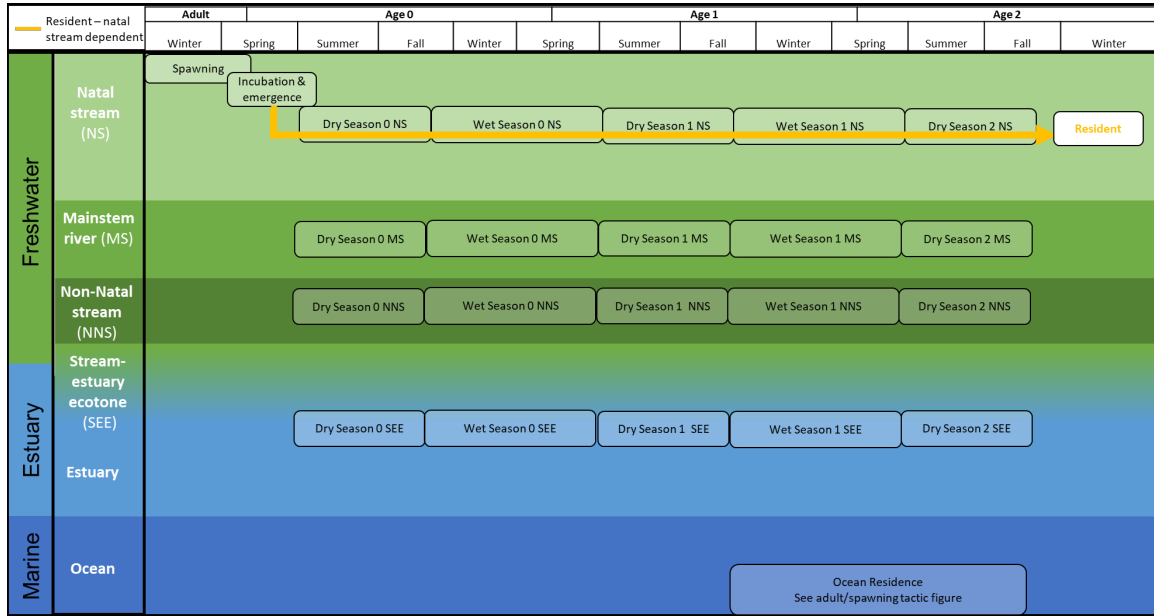 Resident – natal
stream dependent
Adult
Age 0
Age 1
Age 2
Winter
Spring
Summer
Fall
Winter
Spring
Summer
Fall
Winter
Spring
Summer
Fall
Winter
Freshwater
Natal
stream
(NS)
Spawning
Incubation &
emergence
Dry Season 0 NS
Wet Season 0 NS
Dry Season 1 NS
Wet Season 1 NS
Dry Season 2 NS
Resident
Mainstem
river (MS)
Dry Season 0 MS
Wet Season 0 MS
Dry Season 1 MS
Wet Season 1 MS
Dry Season 2 MS
Non-Natal
stream
(NNS)
Dry Season 0 NNS
Wet Season 0 NNS
Dry Season 1 NNS
Wet Season 1 NNS
Dry Season 2 NNS
Estuary
Stream-
estuary
ecotone
(SEE)
Dry Season 0 SEE
Wet Season 0 SEE
Dry Season 1 SEE
Wet Season 1 SEE
Dry Season 2 SEE
Estuary
Marine
Ocean
Ocean Residence
See adult/spawning tactic figure